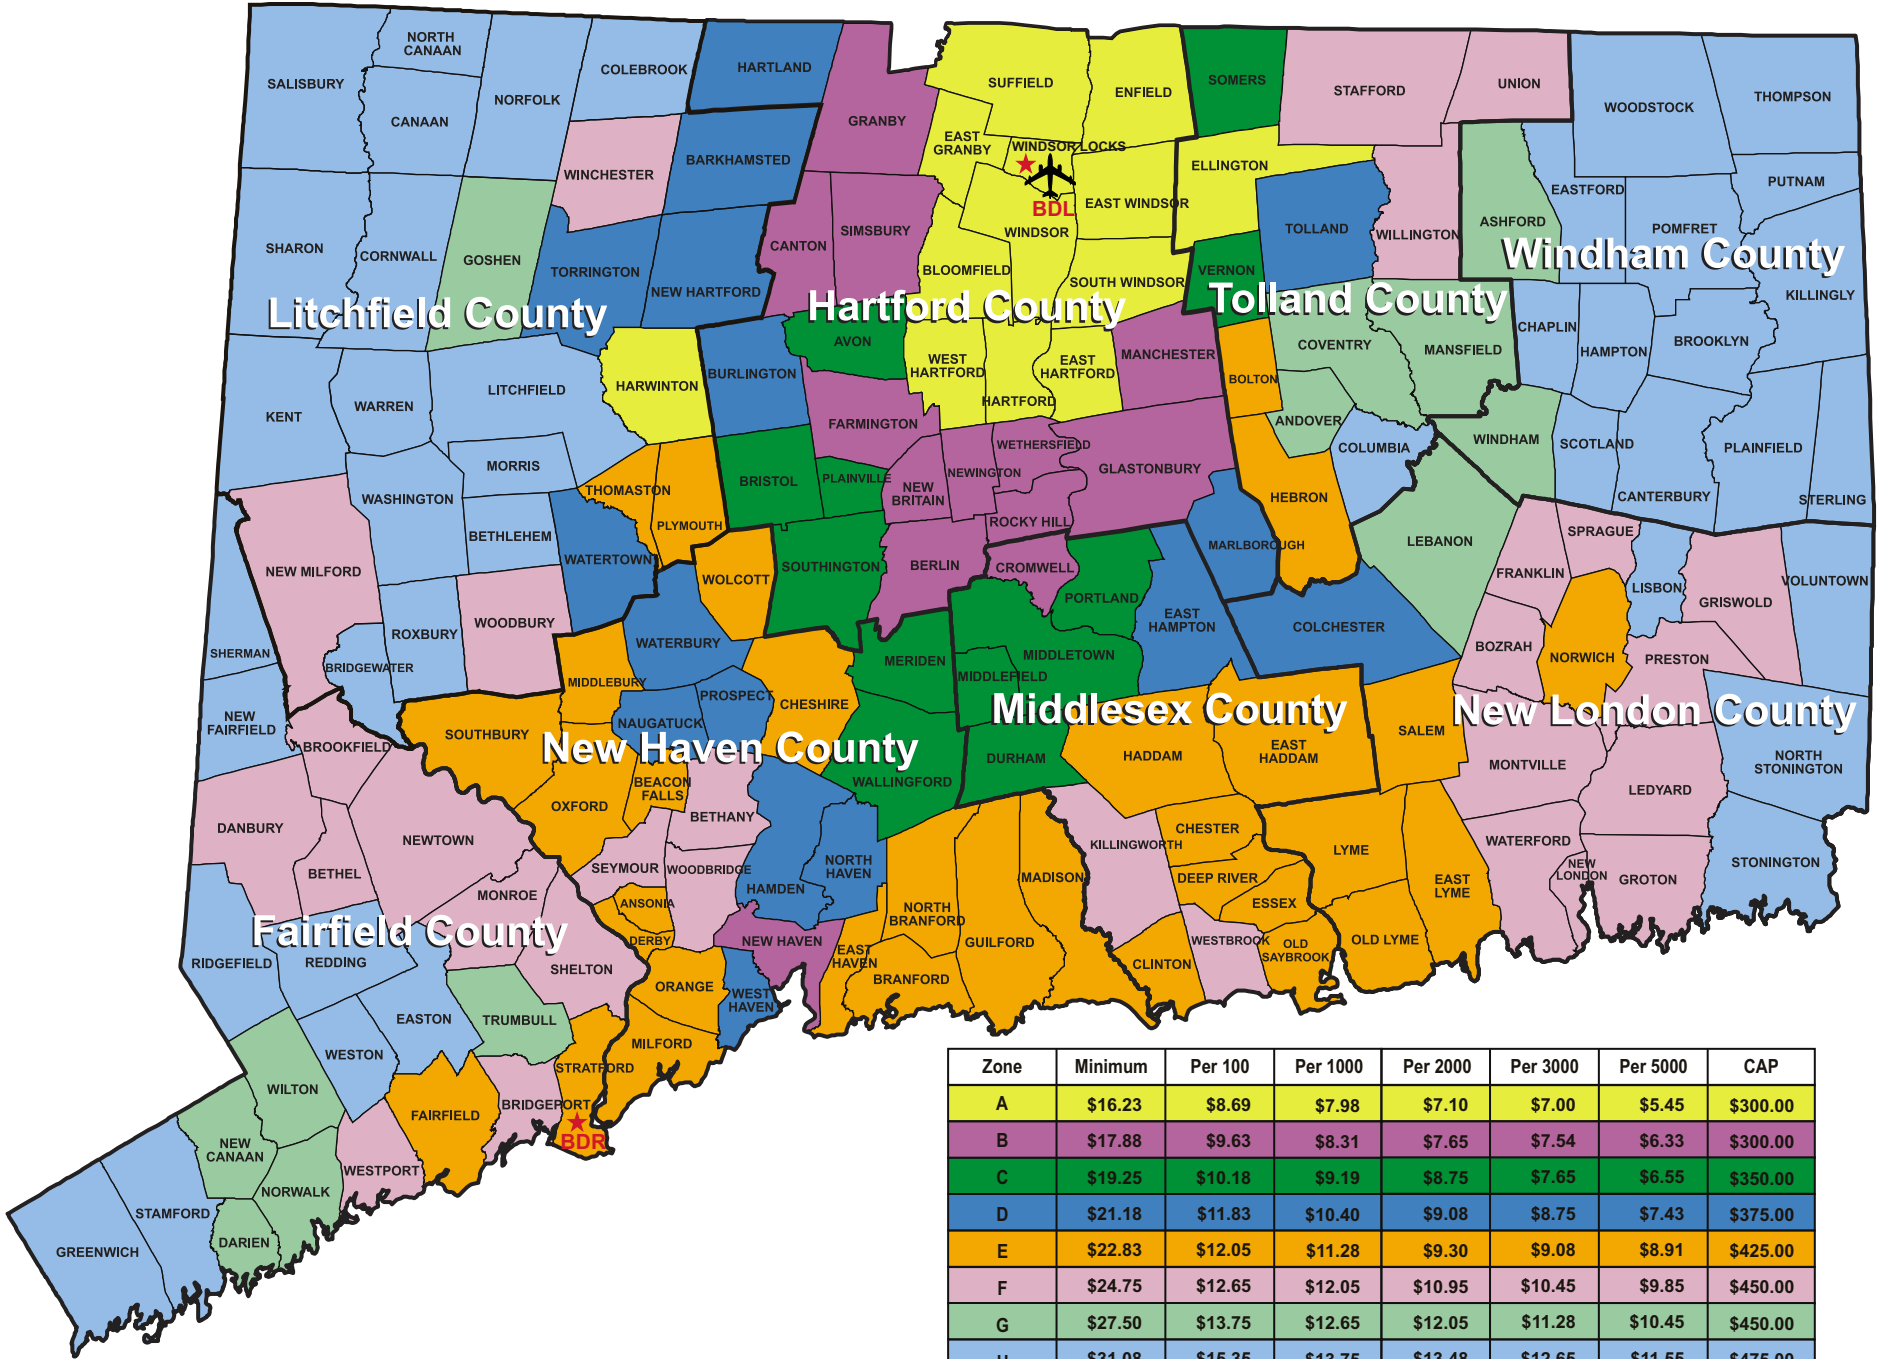 NORTH
CANAAN
SALISBURY
CANAAN
NORFOLK
COLEBROOK
HARTLAND
WINCHESTER
BARKHAMSTED
GRANBY
SUFFIELD
ENFIELD
EAST
GRANBY
WINDSOR LOCKS
BDL
EAST WINDSOR
WINDSOR
SOMERS
STAFFORD
UNION
WOODSTOCK
THOMPSON
ELLINGTON
TOLLAND
WILLINGTON
ASHFORD
EASTFORD
POMFRET
PUTNAM
SHARON
CORNWALL
GOSHEN
TORRINGTON
NEW HARTFORD
CANTON
SIMSBURY
BLOOMFIELD
SOUTH WINDSOR
VERNON
Windham County
KILLINGLY
Litchfield County
Hartford County
Tolland County
AVON
WEST
HARTFORD
HARTFORD
EAST
HARTFORD
MANCHESTER
BOLTON
COVENTRY
MANSFIELD
CHAPLIN
HAMPTON
BROOKLYN
KENT
WARREN
LITCHFIELD
HARWINTON
BURLINGTON
FARMINGTON
ANDOVER
COLUMBIA
WINDHAM
SCOTLAND
CANTERBURY
PLAINFIELD
STERLING
WASHINGTON
MORRIS
BETHLEHEM
THOMASTON
PLYMOUTH
WATERTOWN
BRISTOL
PLAINVILLE
NEW
BRITAIN
NEWINGTON
WETHERSFIELD
ROCKY HILL
GLASTONBURY
HEBRON
MARLBOROUGH
LEBANON
FRANKLIN
SPRAGUE
LISBON
GRISWOLD
VOLUNTOWN
NEW MILFORD
ROXBURY
WOODBURY
BRIDGEWATER
SHERMAN
WOLCOTT
SOUTHINGTON
BERLIN
CROMWELL
PORTLAND
EAST
HAMPTON
COLCHESTER
BOZRAH
NORWICH
PRESTON
MIDDLEBURY
WATERBURY
NAUGATUCK
PROSPECT
CHESHIRE
MERIDEN
MIDDLEFIELD
MIDDLETOWN
Middlesex County
New London County
NEW
FAIRFIELD
BROOKFIELD
SOUTHBURY
New Haven County
OXFORD
BEACON
FALLS
BETHANY
WALLINGFORD
DURHAM
HADDAM
EAST
HADDAM
SALEM
MONTVILLE
LEDYARD
NORTH
STONINGTON
DANBURY
BETHEL
NEWTOWN
MONROE
SEYMOUR
WOODBRIDGE
HAMDEN
NORTH
HAVEN
NORTH
BRANFORD
GUILFORD
MADISON
KILLINGWORTH
CHESTER
DEEP RIVER
ESSEX
WESTBROOK
OLD
SAYBROOK
CLINTON
LYME
OLD LYME
EAST
LYME
WATERFORD
NEW
LONDON
GROTON
STONINGTON
Fairfield County
RIDGEFIELD
REDDING
SHELTON
ANSONIA
DERBY
ORANGE
NEW HAVEN
WEST
HAVEN
EAST
HAVEN
BRANFORD
EASTON
TRUMBULL
WESTON
MILFORD
STRATFORD
WILTON
FAIRFIELD
BRIDGEPORT
BDR
NEW
CANAAN
NORWALK
WESTPORT
DARIEN
STAMFORD
GREENWICH
Zone Minimum Per 100 Per 1000 Per 2000 Per 3000 Per 5000 CAP
A $16.23 $8.69 $7.98 $7.10 $7.00 $5.45 $300.00
B $17.88 $9.63 $8.31 $7.65 $7.54 $6.33 $300.00
C $19.25 $10.18 $9.19 $8.75 $7.65 $6.55 $350.00
D $21.18 $11.83 $10.40 $9.08 $8.75 $7.43 $375.00
E $22.83 $12.05 $11.28 $9.30 $9.08 $8.91 $425.00
F $24.75 $12.65 $12.05 $10.95 $10.45 $9.85 $450.00
G $27.50 $13.75 $12.65 $12.05 $11.28 $10.45 $450.00
H $31.08 $15.35 $13.75 $13.48 $12.65 $11.55 $475.00